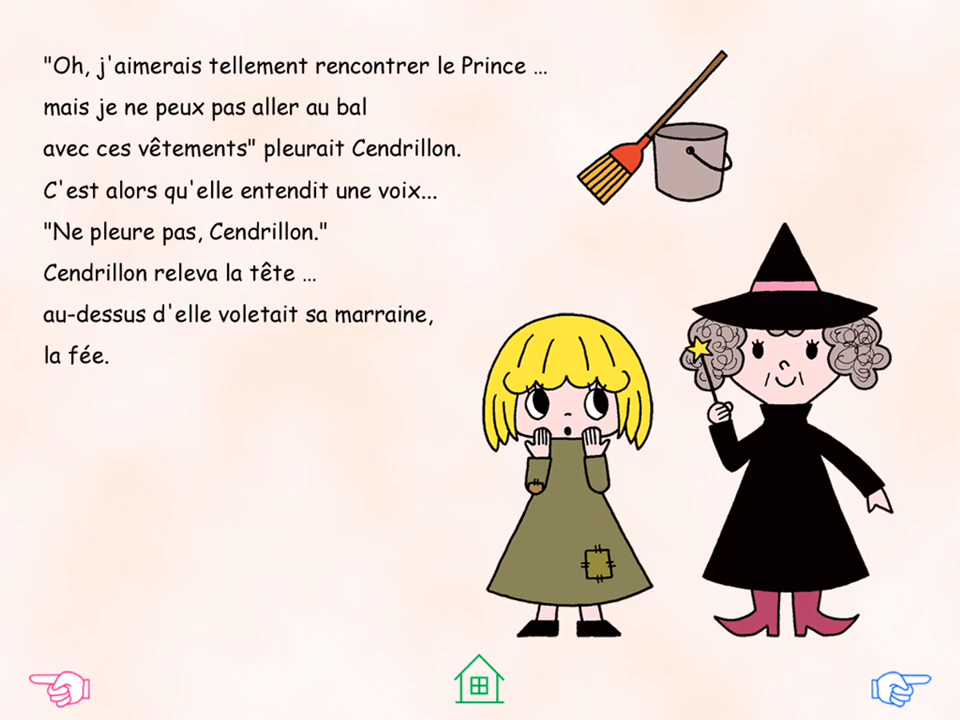 "Oh, j'aimerais tellement rencontrer le Prince ...
mais je ne peux pas aller au bal
avec ces vêtements" pleurait Cendrillon.
C'est alors qu'elle entendit une voix...
"Ne pleure pas, Cendrillon."
Cendrillon releva la tête ...
au-dessus d'elle voletait sa marraine,
la fée.